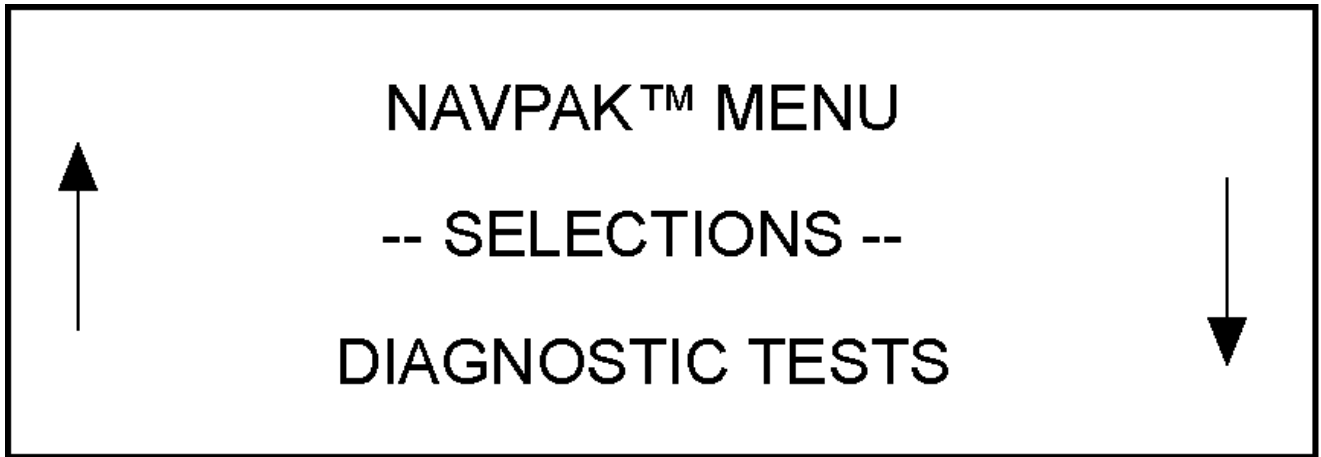 NAVPAK™ MENU
-- SELECTIONS --
DIAGNOSTIC TESTS